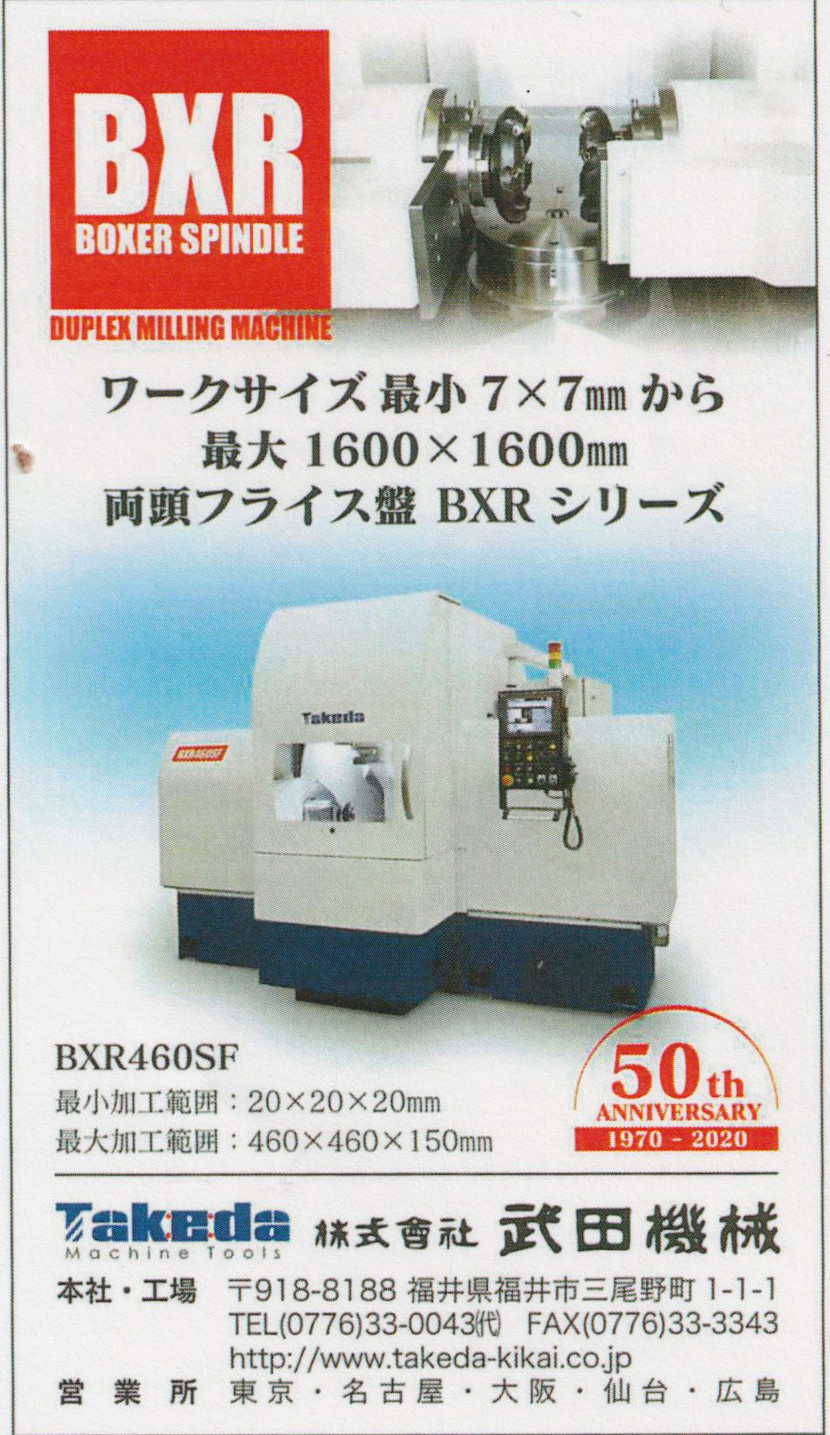 BXR
BOXER SPINDLE
DUPLEX MILLING MACHINE
ワークサイズ 最小 7×7㎜ から
最大 1600×1600㎜
両頭フライス盤 BXR シリーズ
Takeda
BXR460SF
BXR460SF
最小加工範囲：20×20×20㎜
最大加工範囲：460×460×150㎜
50th
ANNIVERSARY
1970 - 2020
Takeda
Machine Tools
株式會社 武田機械
本社・工場 〒918-8188 福井県福井市三尾野町 1-1-1
TEL(0776)33-0043㈹ FAX(0776)33-3343
http://www.takeda-kikai.co.jp
営業所 東京・名古屋・大阪・仙台・広島